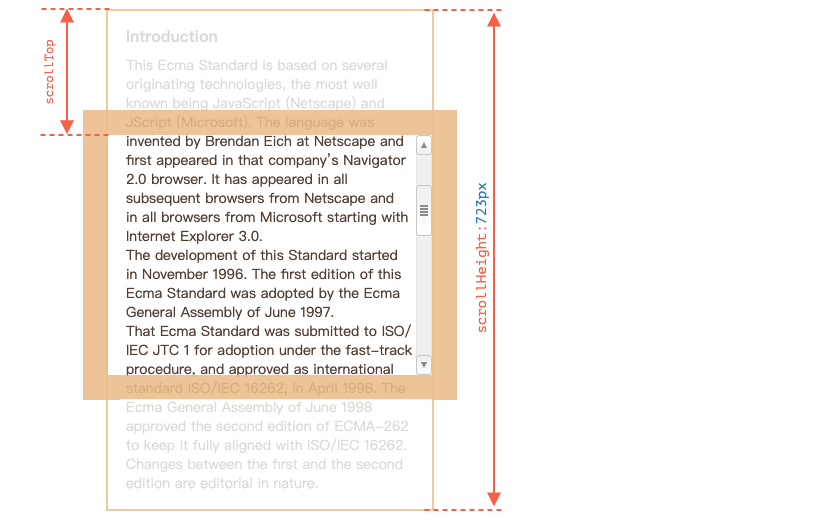 scrollTop
Introduction
This Ecma Standard is based on several
originating technologies, the most well
known being JavaScript (Netscape) and
JScript (Microsoft). The language was
invented by Brendan Eich at Netscape and
first appeared in that company's Navigator
2.0 browser. It has appeared in all
subsequent browsers from Netscape and
in all browsers from Microsoft starting with
Internet Explorer 3.0.
The development of this Standard started
in November 1996. The first edition of this
Ecma Standard was adopted by the Ecma
General Assembly of June 1997.
That Ecma Standard was submitted to ISO/
IEC JTC 1 for adoption under the fast-track
procedure, and approved as international
standard ISO/IEC 16262, in April 1998. The
Ecma General Assembly of June 1998
approved the second edition of ECMA-262
to keep it fully aligned with ISO/IEC 16262.
Changes between the first and the second
edition are editorial in nature.
scrollHeight:723px